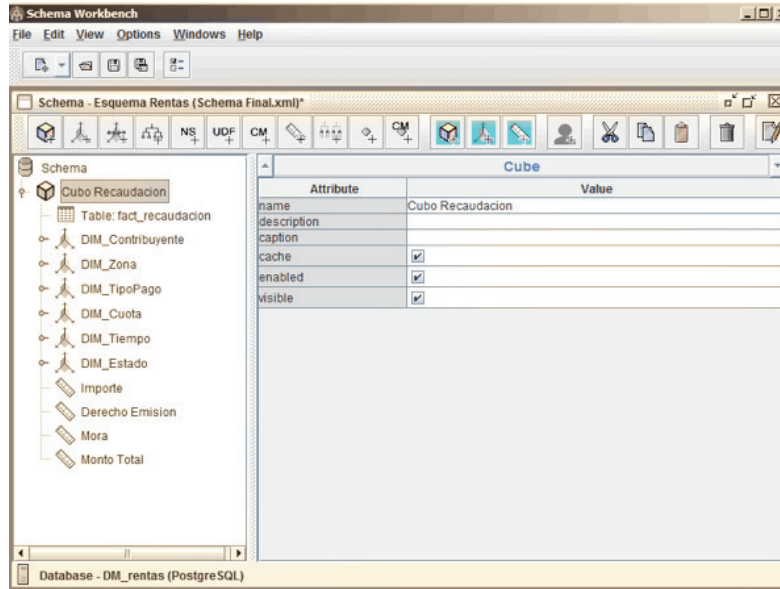 Schema Workbench
File Edit View Options Windows Help
Schema - Esquema Rentas (Schema Final.xml)*
NS UDF CM CM
Schema
Cubo Recaudacion
Table: fact_recaudacion
DIM_Contribuyente
DIM_Zona
DIM_TipoPago
DIM_Cuota
DIM_Tiempo
DIM_Estado
Importe
Derecho Emision
Mora
Monto Total
Cube
Attribute Value
name Cubo Recaudacion
description
caption
cache
enabled
visible
Database - DM_rentas (PostgreSQL)